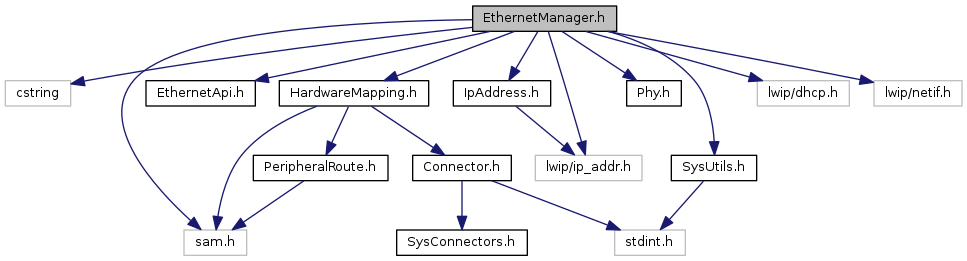 EthernetManager.h
cstring
EthernetApi.h
HardwareMapping.h
IpAddress.h
Phy.h
lwip/dhcp.h
lwip/netif.h
PeripheralRoute.h
Connector.h
lwip/ip_addr.h
SysUtils.h
sam.h
SysConnectors.h
stdint.h